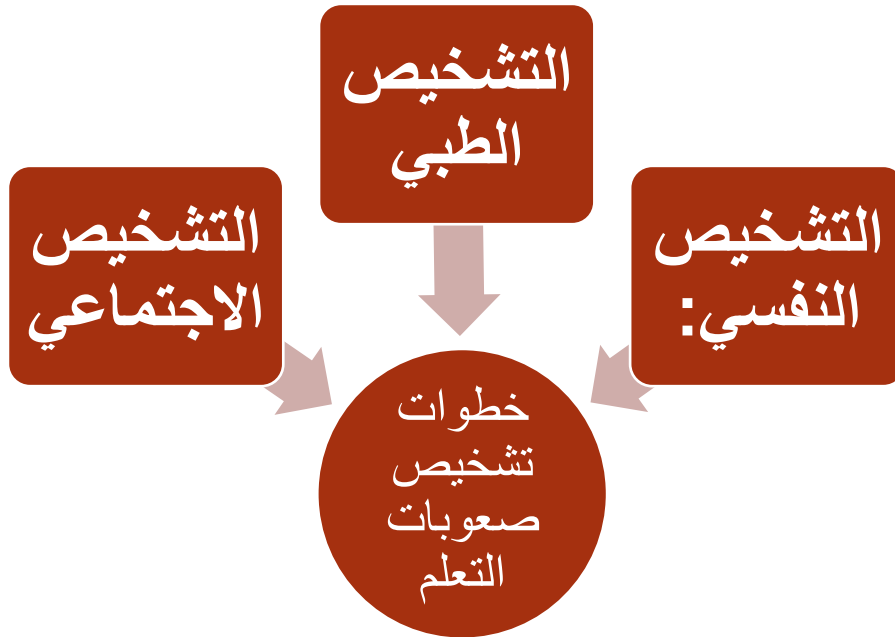 التشخيص
الطبي
التشخيص
النفسي:
التشخيص
الاجتماعي
خطوات
تشخيص
صعوبات
التعلم